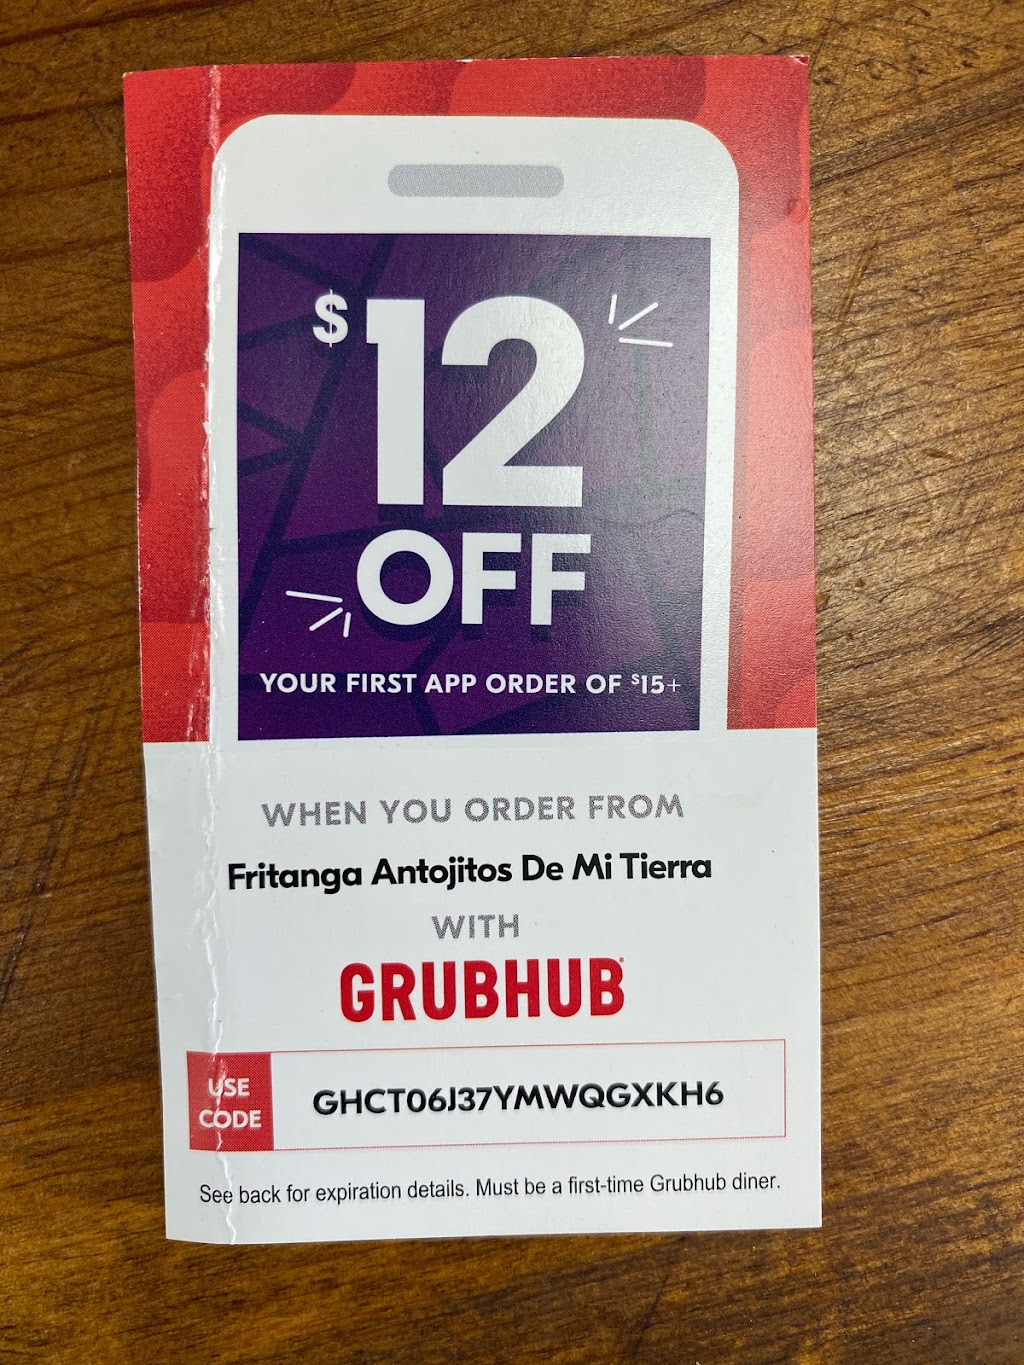 $12
OFF
YOUR FIRST APP ORDER OF $15+
WHEN YOU ORDER FROM
Fritanga Antojitos De Mi Tierra
WITH
GRUBHUB
USE
CODE
GHCT06J37YMWQGXKH6
See back for expiration details. Must be a first-time Grubhub diner.